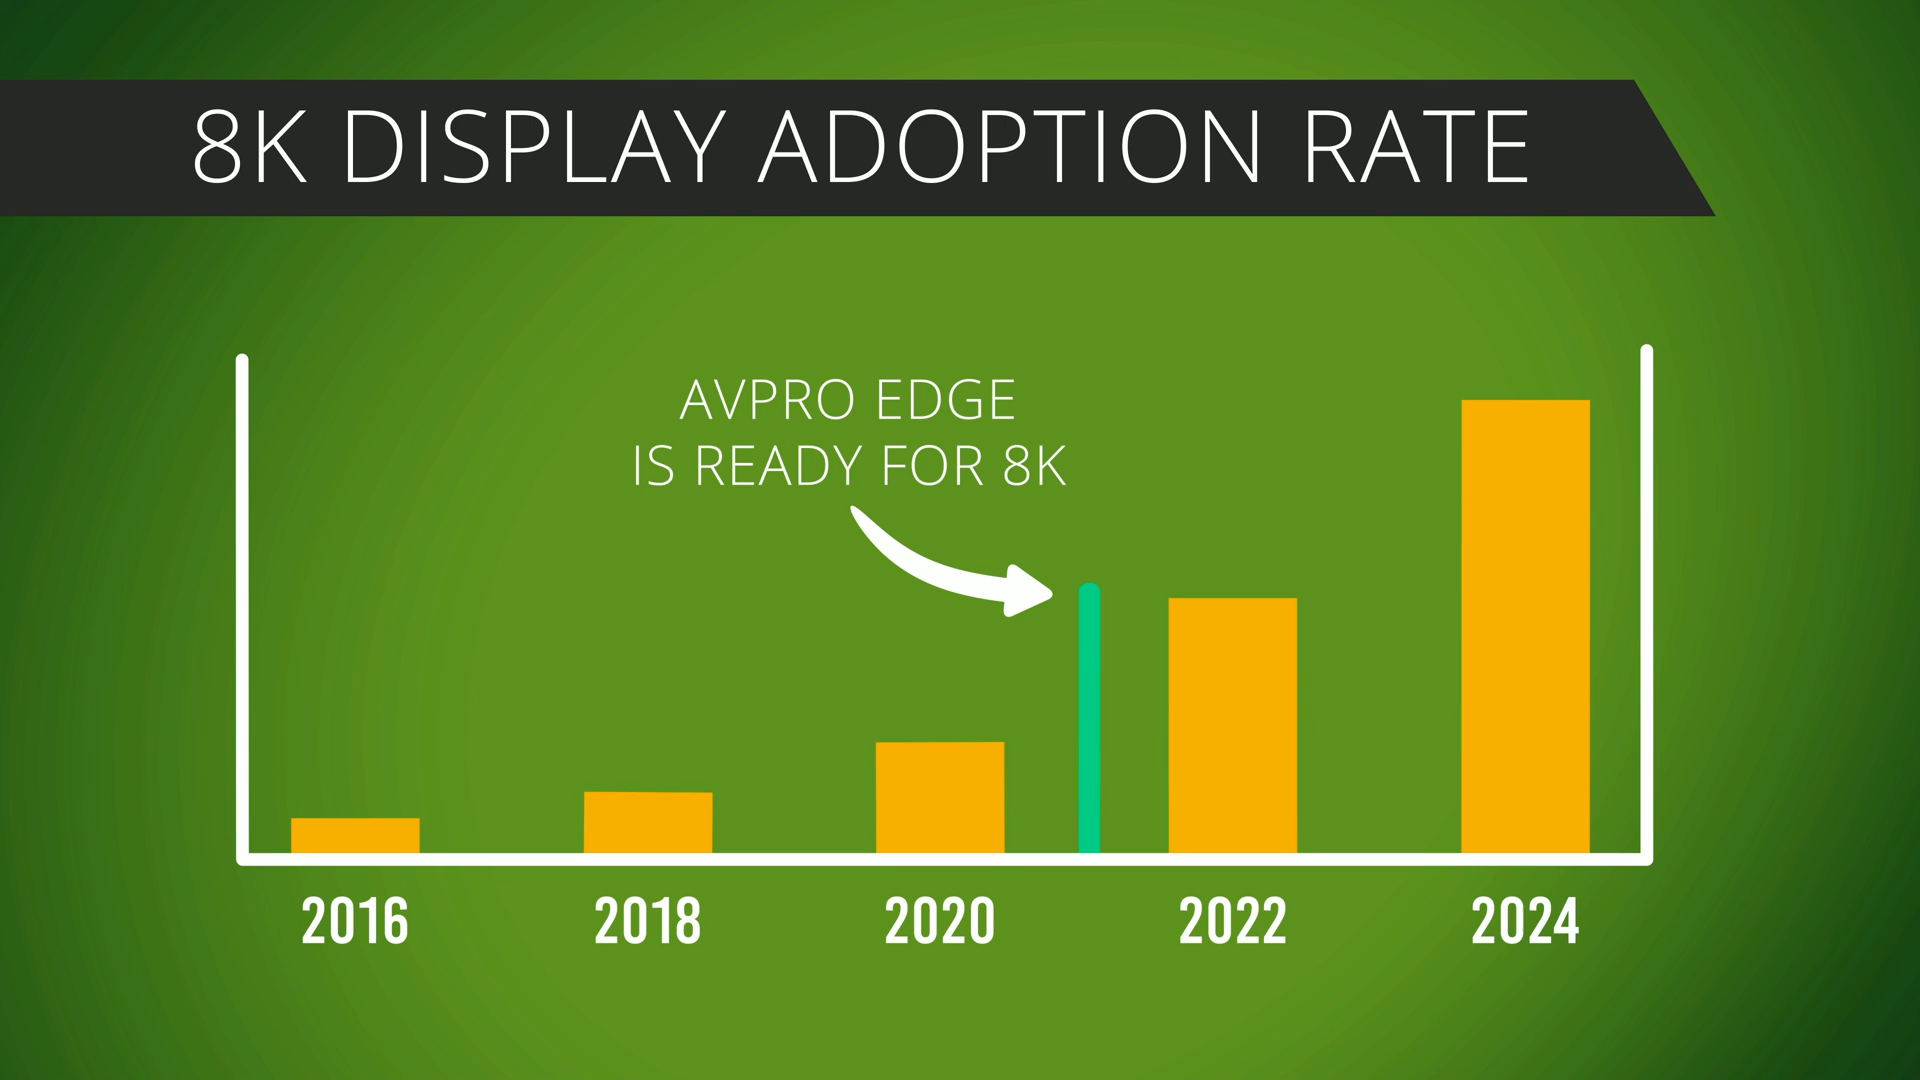 8K DISPLAY ADOPTION RATE
AVPRO EDGE
IS READY FOR 8K
2016 2018 2020 2022 2024